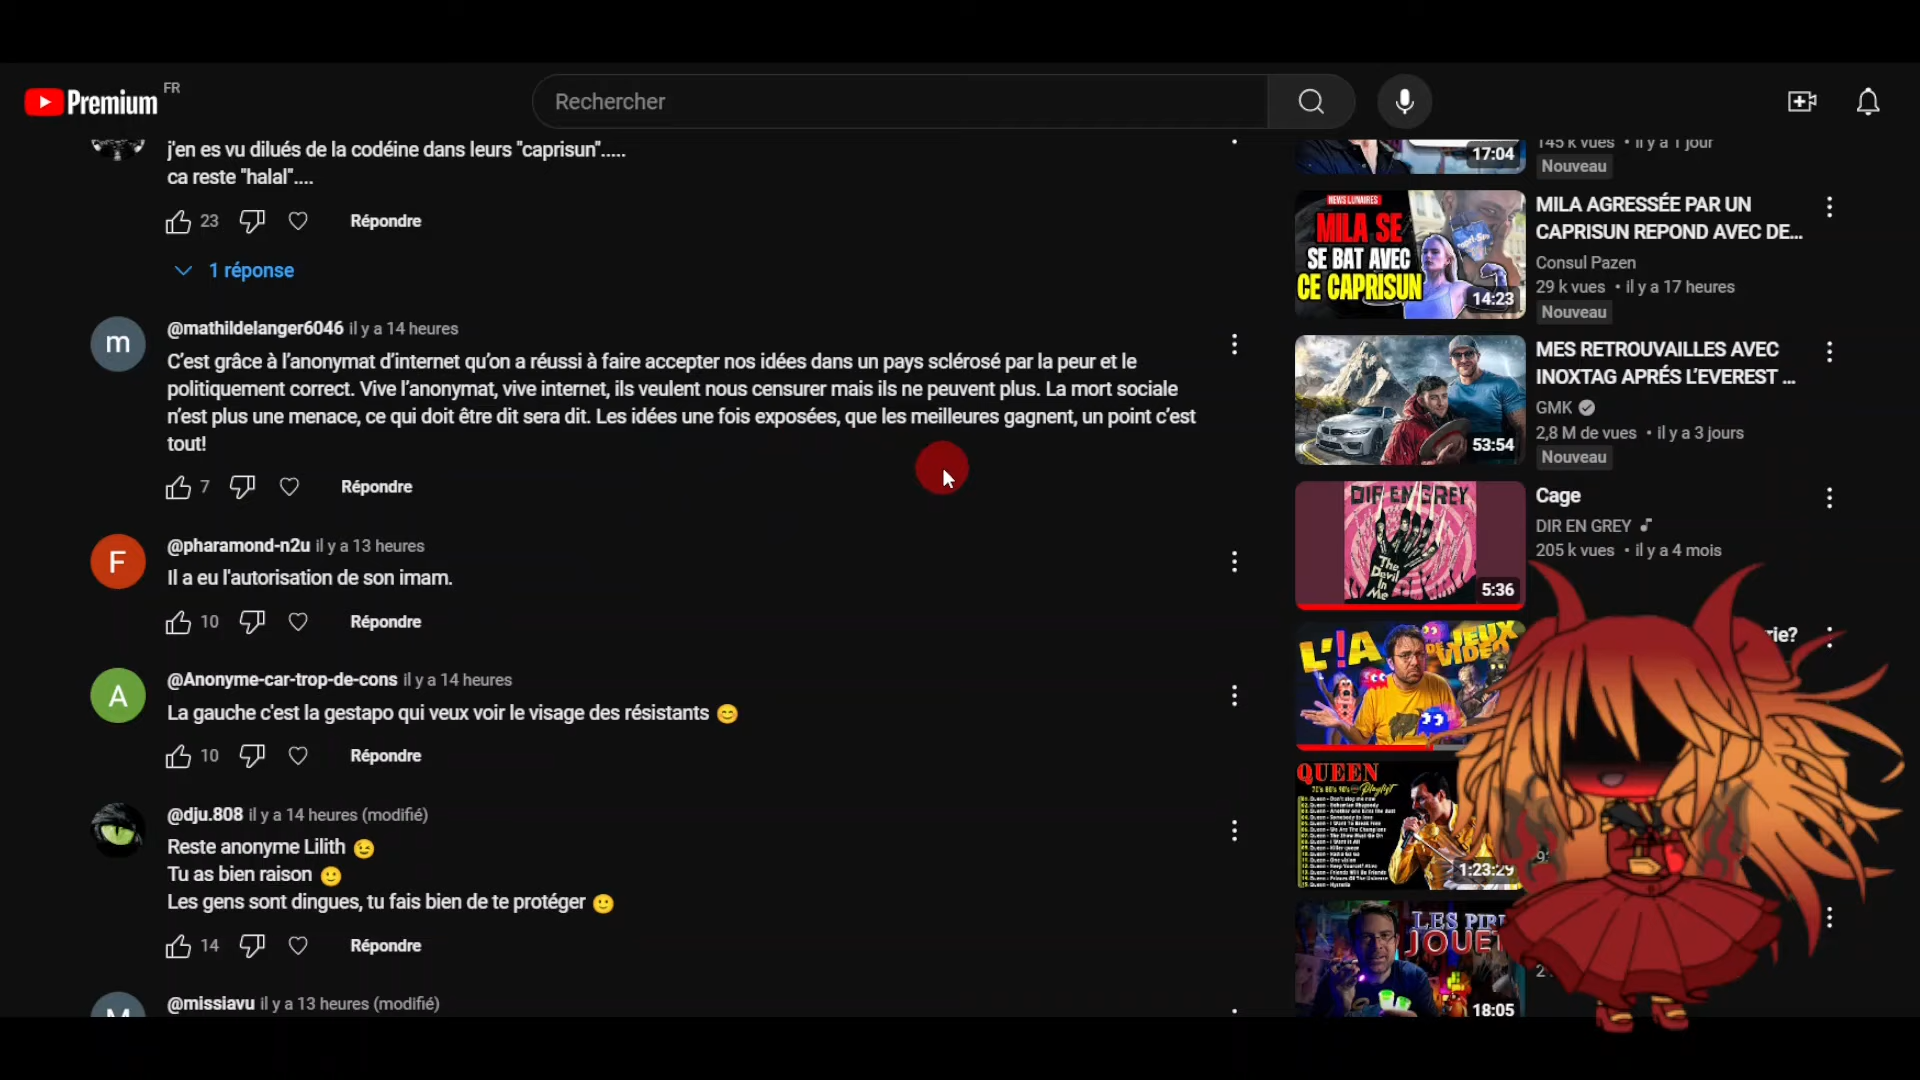 Premium FR
Rechercher
j'en es vu dilués de la codéine dans leurs "caprisun".....
ca reste "halal"....
23 Répondre
1 réponse
@mathildelanger6046 il y a 14 heures
C'est grâce à l'anonymat d'internet qu'on a réussi à faire accepter nos idées dans un pays sclérosé par la peur et le
politiquement correct. Vive l'anonymat, vive internet, ils veulent nous censurer mais ils ne peuvent plus. La mort sociale
n'est plus une menace, ce qui doit être dit sera dit. Les idées une fois exposées, que les meilleures gagnent, un point c'est
tout!
7 Répondre
F
@pharamond-n2u il y a 13 heures
Il a eu l'autorisation de son imam.
10 Répondre
A
@Anonyme-car-trop-de-cons il y a 14 heures
La gauche c'est la gestapo qui veux voir le visage des résistants 😊
10 Répondre
@dju.808 il y a 14 heures (modifié)
Reste anonyme Lilith 😉
Tu as bien raison 🙂
Les gens sont dingues, tu fais bien de te protéger 🙂
14 Répondre
@missiavu il y a 13 heures (modifié)
m
17:04
145 k vues • il y a 1 jour
Nouveau
NEWS LUNAIRES
MILA SE
SE BAT AVEC
CE CAPRISUN
14:23
MILA AGRESSÉE PAR UN
CAPRISUN REPOND AVEC DE...
Consul Pazen
29 k vues • il y a 17 heures
Nouveau
53:54
MES RETROUVAILLES AVEC
INOXTAG APRÉS L'EVEREST ...
GMK
2,8 M de vues • il y a 3 jours
Nouveau
DIR EN GREY
The
Devil
In
Me
5:36
Cage
DIR EN GREY
205 k vues • il y a 4 mois
L'!A
DE JEUX
VIDEO
rie?
QUEEN
70's 80's 90's Playlist
1:23:29
LES PIR
JOUE
18:05